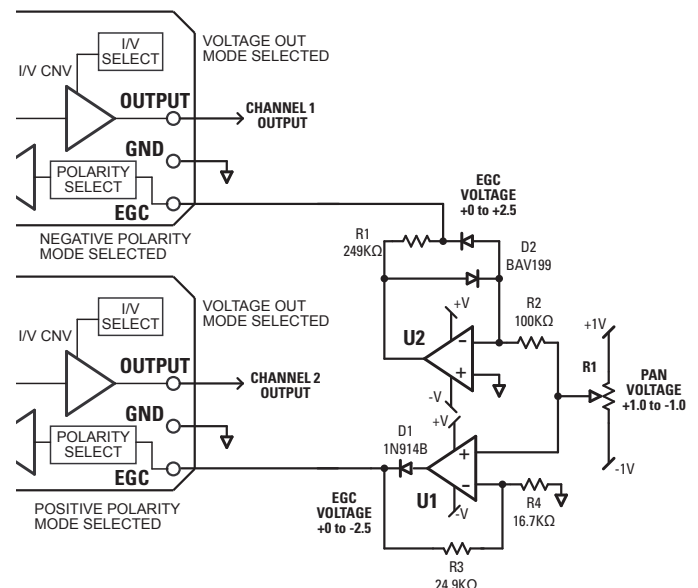 I/V
SELECT
VOLTAGE OUT
MODE SELECTED
I/V CNV
OUTPUT
CHANNEL 1
OUTPUT
GND
POLARITY
SELECT
EGC
NEGATIVE POLARITY
MODE SELECTED
EGC
VOLTAGE
+0 to +2.5
R1
249KΩ
D2
BAV199
+V
U2
-
+
-V
R2
100KΩ
+1V
R1
PAN
VOLTAGE
+1.0 to -1.0
-1V
I/V
SELECT
VOLTAGE OUT
MODE SELECTED
I/V CNV
OUTPUT
CHANNEL 2
OUTPUT
GND
POLARITY
SELECT
EGC
POSITIVE POLARITY
MODE SELECTED
D1
1N914B
+V
+
-
U1
-V
EGC
VOLTAGE
+0 to -2.5
R4
16.7KΩ
R3
24.9KΩ